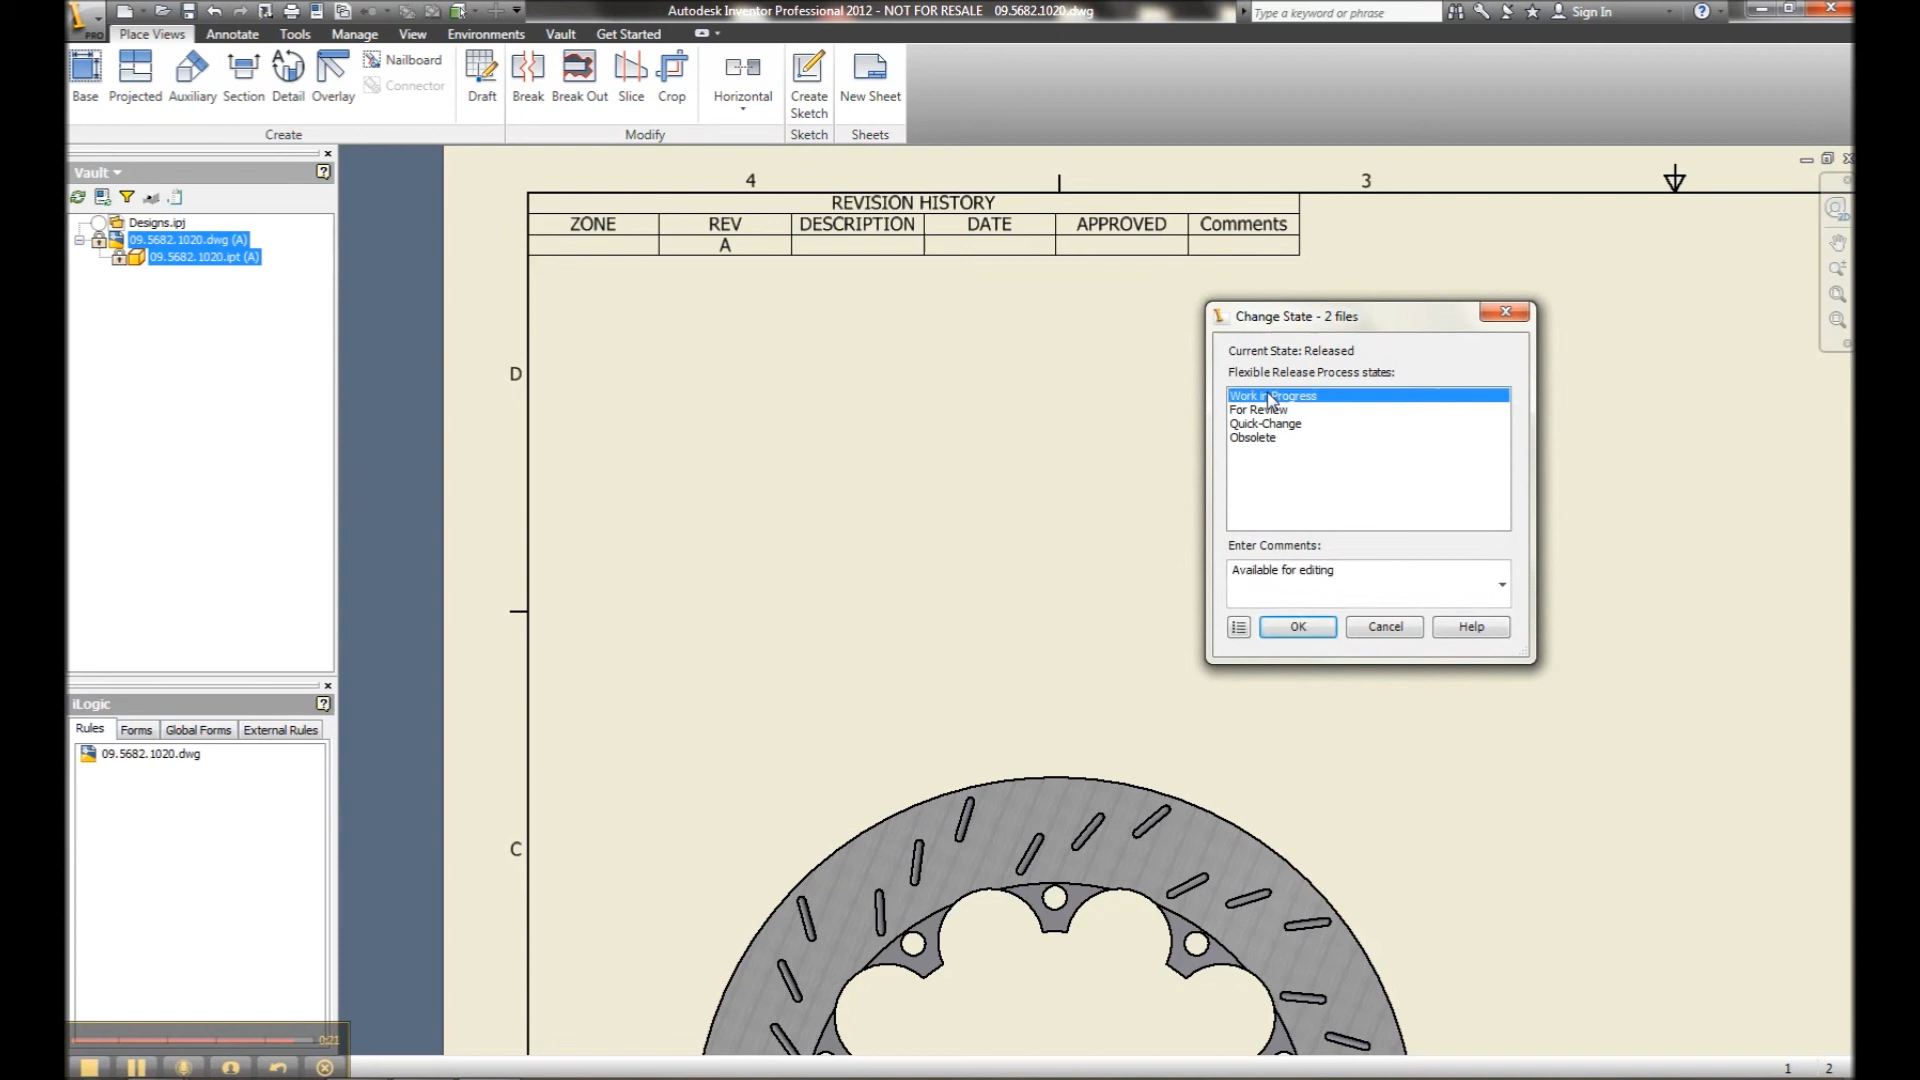 Autodesk Inventor Professional 2012 - NOT FOR RESALE 09.5682.1020.dwg
Type a keyword or phrase
Sign In
PRO
Place Views Annotate Tools Manage View Environments Vault Get Started
Base Projected Auxiliary Section Detail Overlay
Nailboard
Connector
Draft Break Break Out Slice Crop Horizontal
Create Sketch
New Sheet
Create Modify Sketch Sheets
Vault
Designs.ipj
09.5682.1020.dwg (A)
09.5682.1020.ipt (A)
4 3
REVISION HISTORY
ZONE REV DESCRIPTION DATE APPROVED Comments
A
D
C
Change State - 2 files
Current State: Released
Flexible Release Process states:
Work in Progress
For Review
Quick-Change
Obsolete
Enter Comments:
Available for editing
OK Cancel Help
iLogic
Rules Forms Global Forms External Rules
09.5682.1020.dwg
0:21
1 2
2D